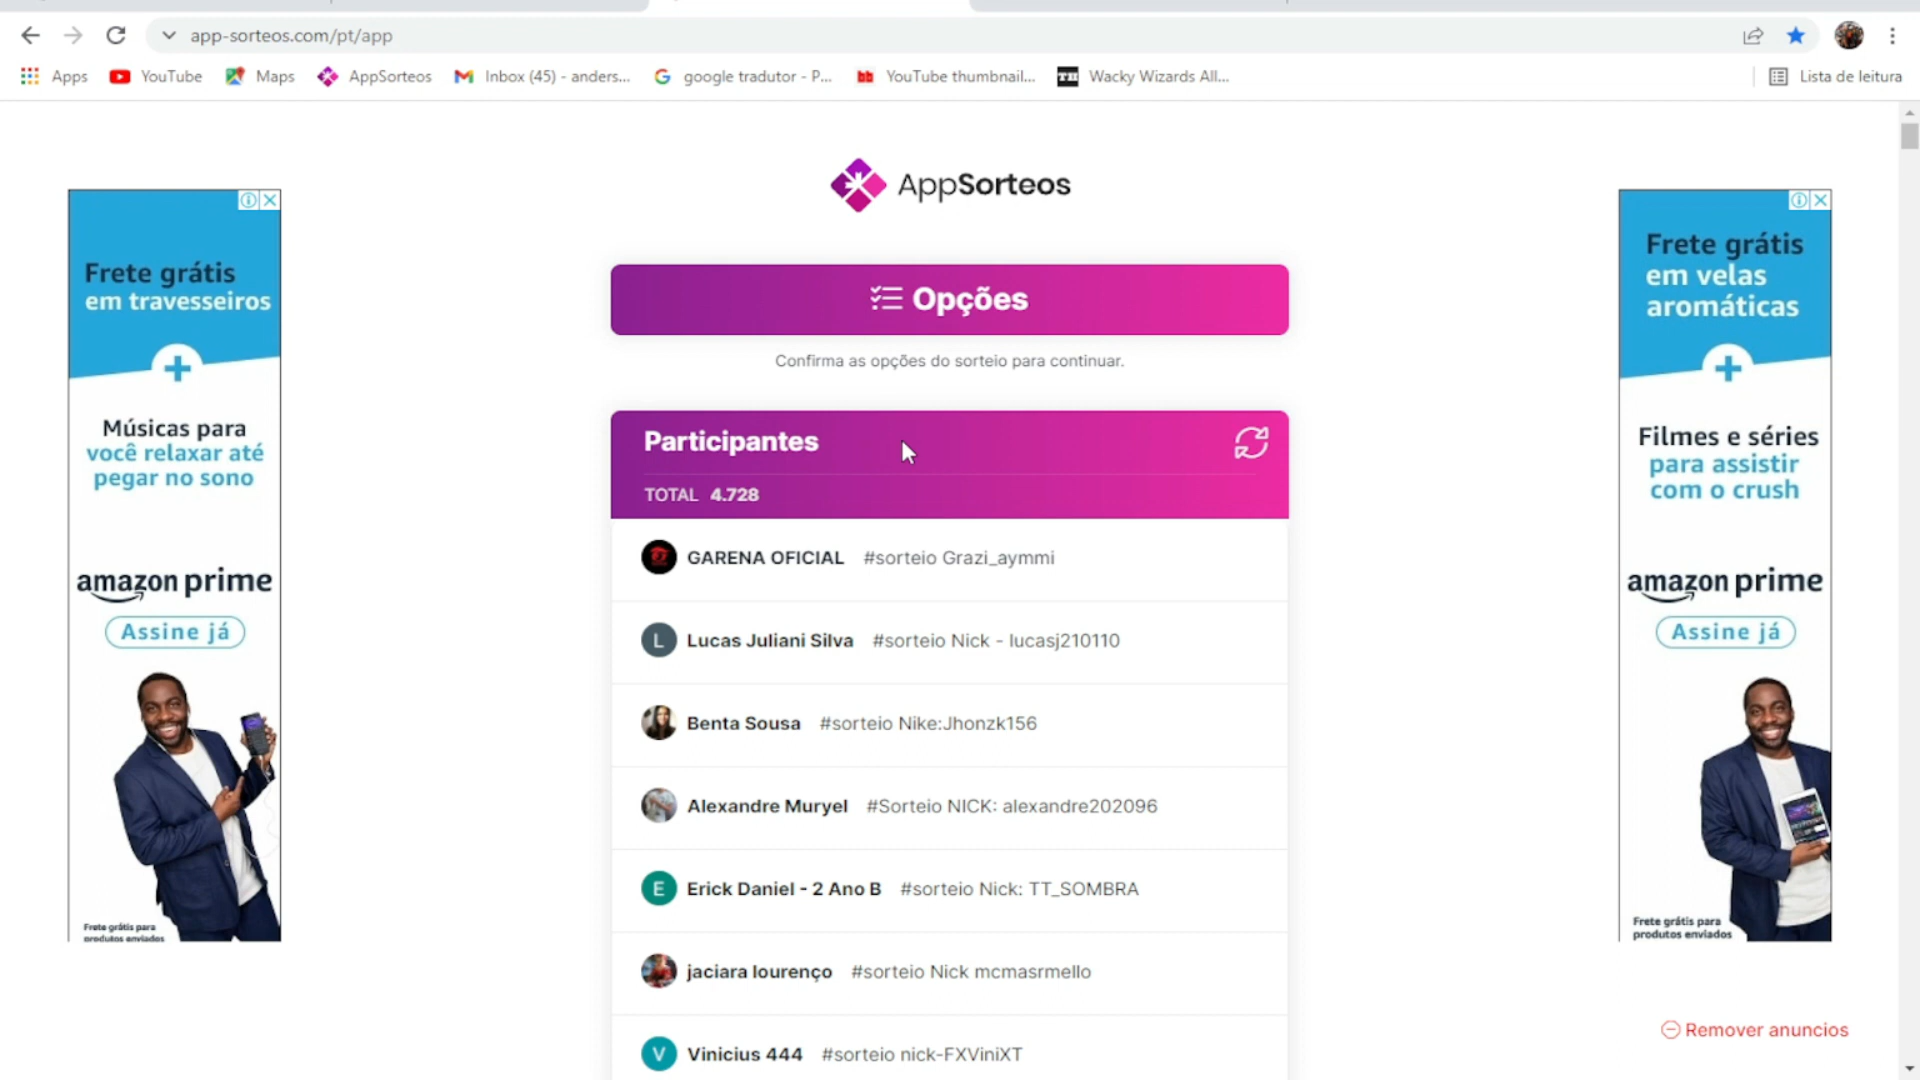 app-sorteos.com/pt/app
Apps YouTube Maps AppSorteos Inbox (45) - anders... google tradutor - P... YouTube thumbnail... Wacky Wizards All... Lista de leitura
AppSorteos
Opções
Confirma as opções do sorteio para continuar.
Participantes
TOTAL 4.728
GARENA OFICIAL #sorteio Grazi_aymmi
L Lucas Juliani Silva #sorteio Nick - lucasj210110
Benta Sousa #sorteio Nike:Jhonzk156
Alexandre Muryel #Sorteio NICK: alexandre202096
E Erick Daniel - 2 Ano B #sorteio Nick: TT_SOMBRA
jaciara lourenço #sorteio Nick mcmasrmello
V Vinicius 444 #sorteio nick-FXViniXT
Frete grátis
em travesseiros
+
Músicas para
você relaxar até
pegar no sono
amazon prime
Assine já
Frete grátis para
produtos enviados
Frete grátis
em velas
aromáticas
+
Filmes e séries
para assistir
com o crush
amazon prime
Assine já
Frete grátis para
produtos enviados
Remover anuncios